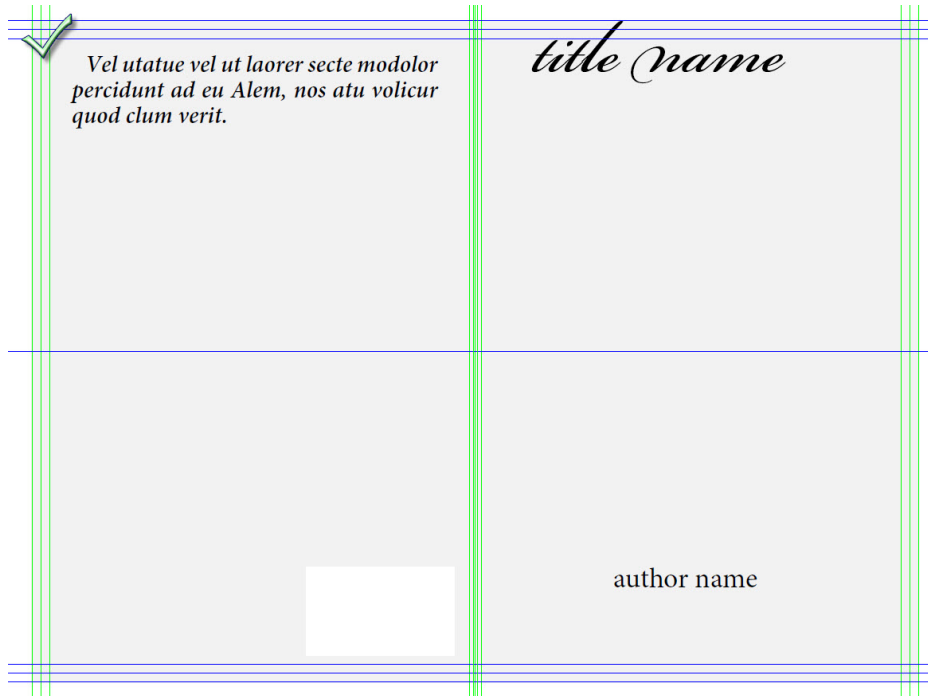 Vel utatue vel ut laorer secte modolor
percidunt ad eu Alem, nos atu volicur
quod clum verit.
title name
author name